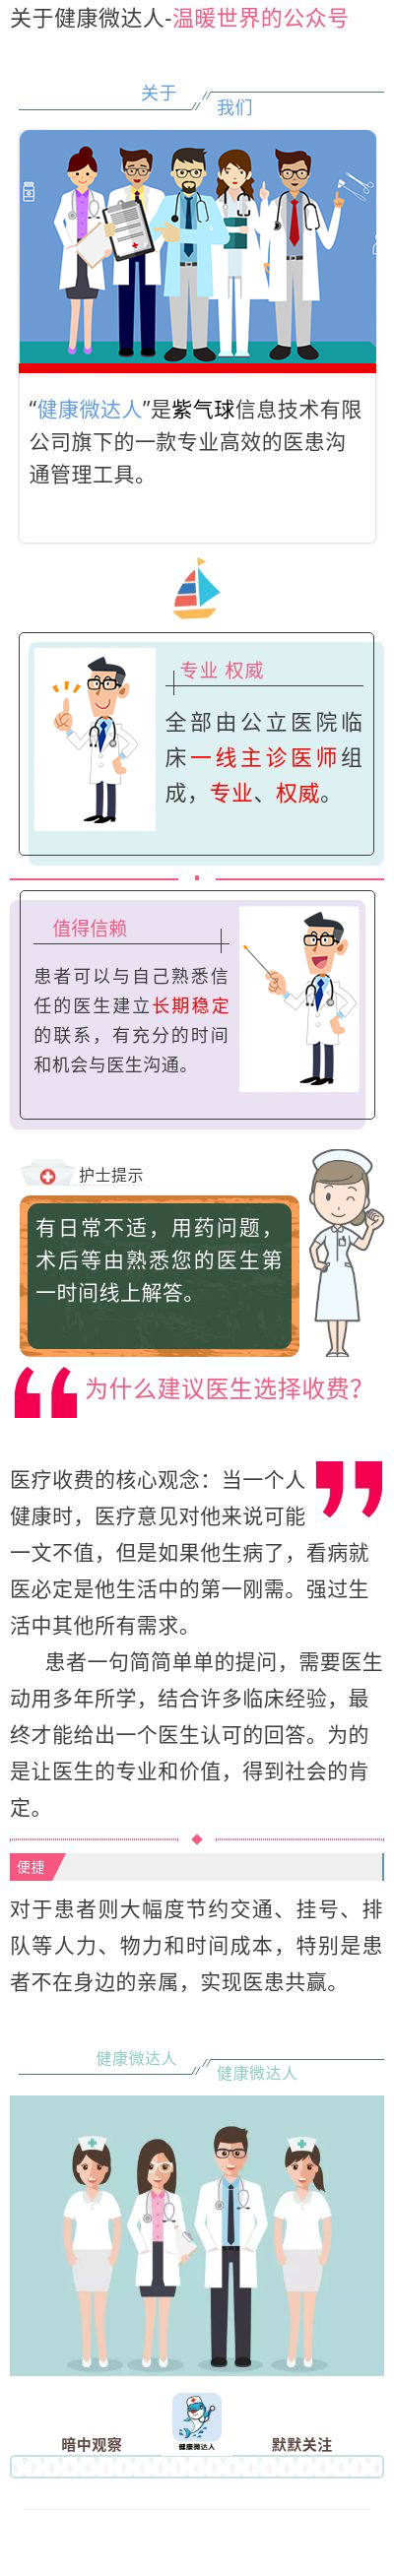 关于健康微达人-温暖世界的公众号
关于
我们
“健康微达人”是紫气球信息技术有限
公司旗下的一款专业高效的医患沟
通管理工具。
专业 权威
全部由公立医院临
床一线主诊医师组
成，专业、权威。
值得信赖
患者可以与自己熟悉信
任的医生建立长期稳定
的联系，有充分的时间
和机会与医生沟通。
护士提示
有日常不适，用药问题，
术后等由熟悉您的医生第
一时间线上解答。
为什么建议医生选择收费？
医疗收费的核心观念：当一个人
健康时，医疗意见对他来说可能
一文不值，但是如果他生病了，看病就
医必定是他生活中的第一刚需。强过生
活中其他所有需求。
患者一句简简单单的提问，需要医生
动用多年所学，结合许多临床经验，最
终才能给出一个医生认可的回答。为的
是让医生的专业和价值，得到社会的肯
定。
便捷
对于患者则大幅度节约交通、挂号、排
队等人力、物力和时间成本，特别是患
者不在身边的亲属，实现医患共赢。
健康微达人
健康微达人
健康微达人
暗中观察
默默关注